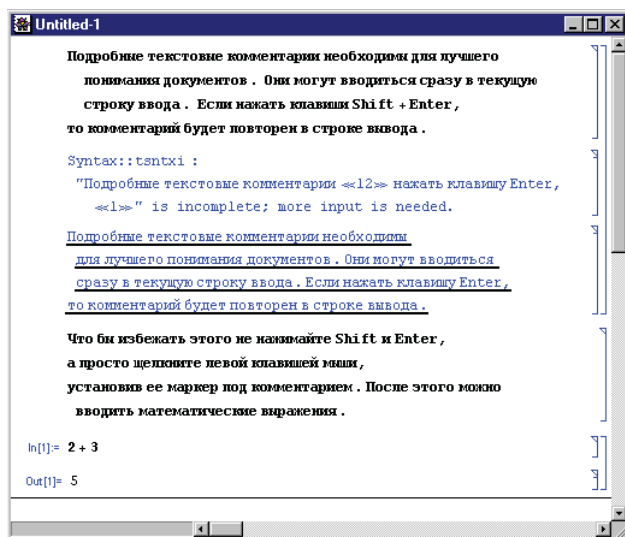 Untitled-1
Подробные текстовые комментарии необходимы для лучшего
понимания документов . Они могут вводиться сразу в текущую
строку ввода . Если нажать клавиши Shift + Enter ,
то комментарий будет повторен в строке вывода .
Syntax::tsntxi :
"Подробные текстовые комментарии ≪12≫ нажать клавишу Enter,
≪1≫" is incomplete; more input is needed.
Подробные текстовые комментарии необходимы
для лучшего понимания документов . Они могут вводиться
сразу в текущую строку ввода . Если нажать клавишу Enter,
то комментарий будет повторен в строке вывода .
Что бы избежать этого не нажимайте Shift и Enter ,
а просто щелкните левой клавишей мыши,
установив ее маркер под комментарием . После этого можно
вводить математические выражения .
In[1]:= 2 + 3
Out[1]= 5